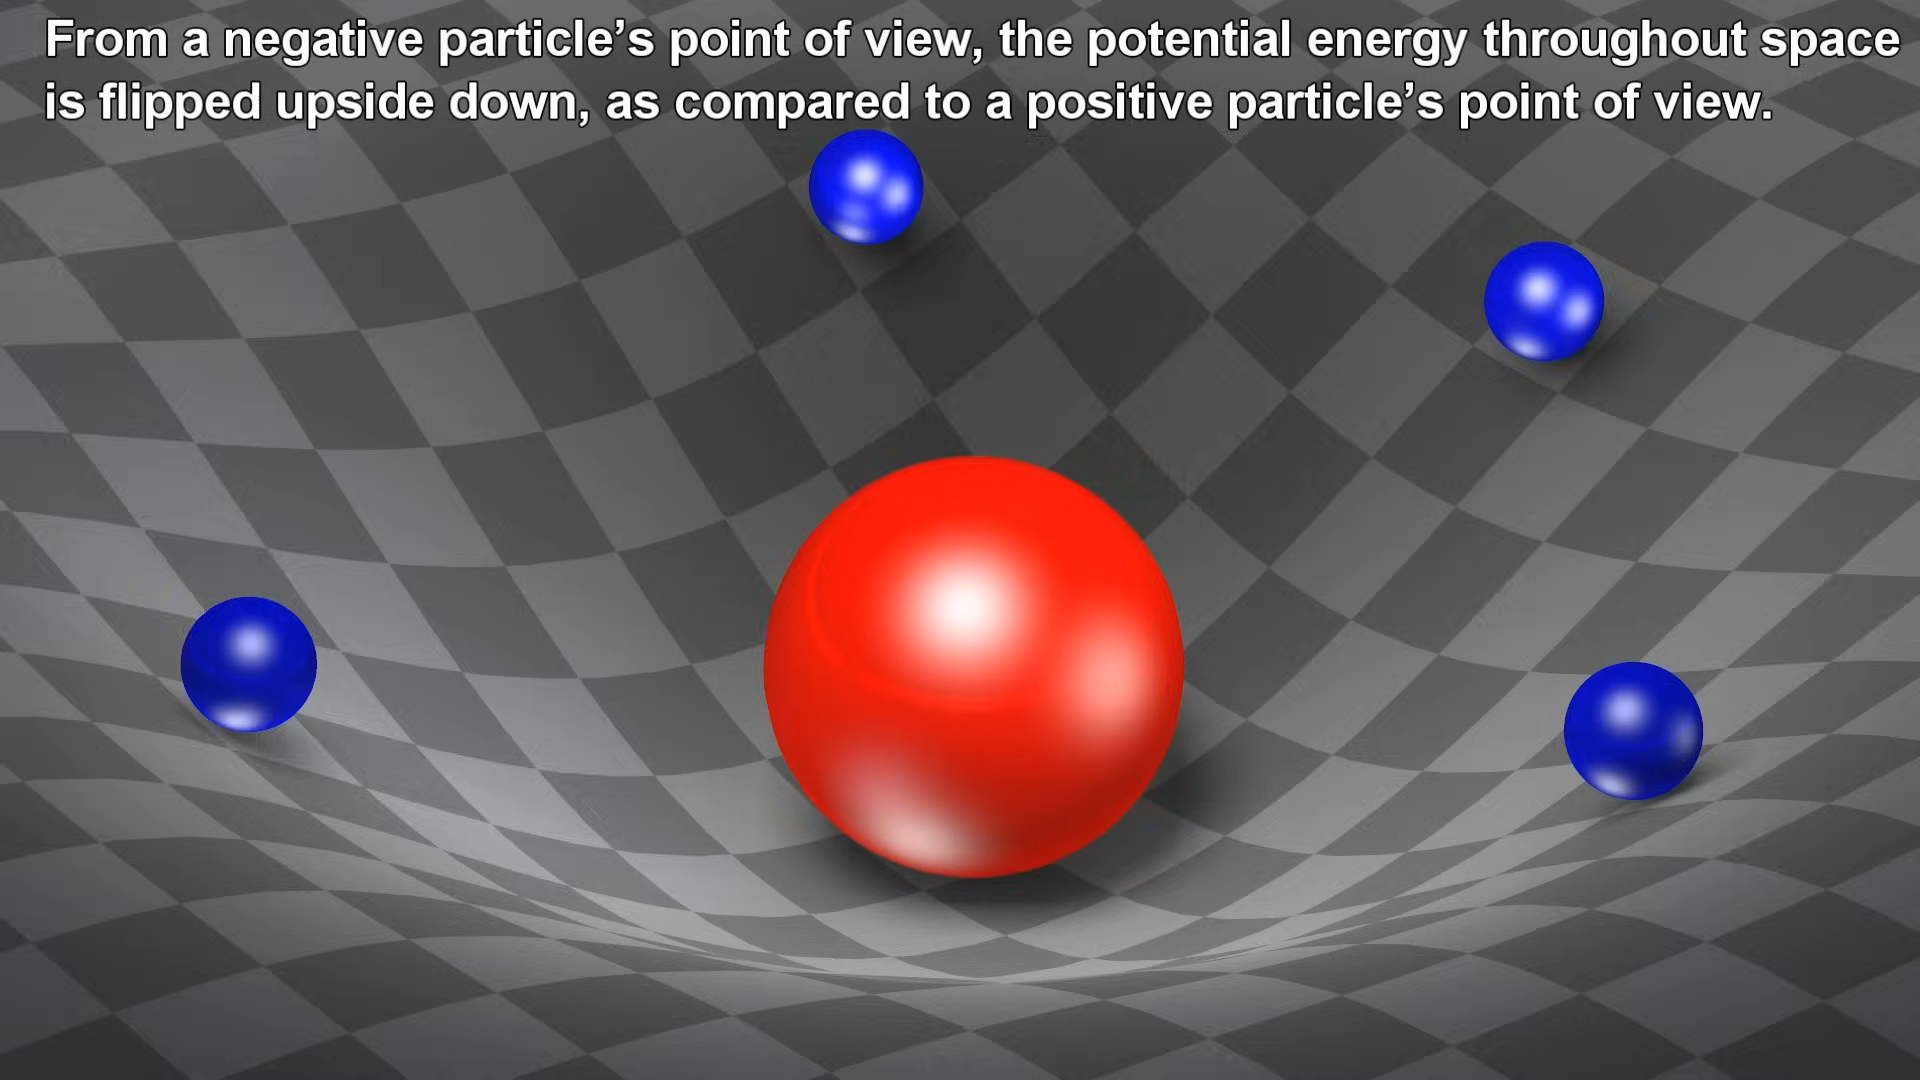 From a negative particle’s point of view, the potential energy throughout space
is flipped upside down, as compared to a positive particle’s point of view.